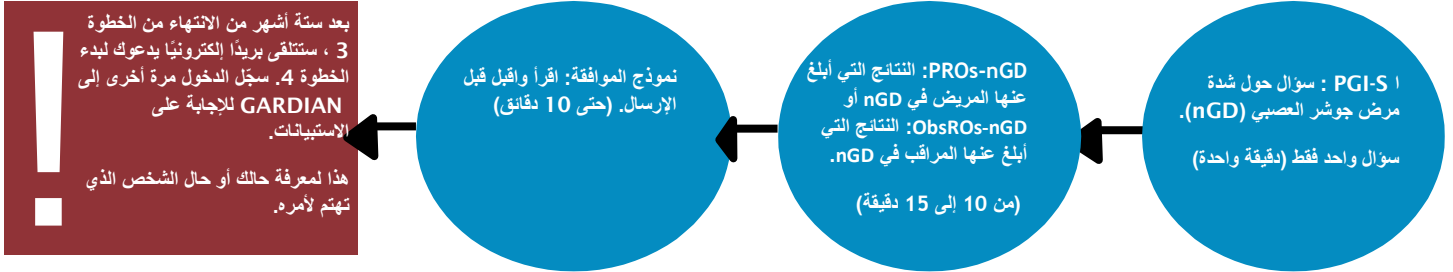 ا PGI-S : سؤال حول شدة
مرض جوشر العصبي (nGD).
سؤال واحد فقط (دقيقة واحدة)
PROs-nGD: النتائج التي أبلغ
عنها المريض في nGD أو
ObsROs-nGD: النتائج التي
أبلغ عنها المراقب في nGD.
(من 10 إلى 15 دقيقة)
نموذج الموافقة: اقرأ واقبل قبل
الإرسال. (حتى 10 دقائق)
!
بعد ستة أشهر من الانتهاء من الخطوة
3 ، ستتلقى بريدًا إلكترونيًا يدعوك لبدء
الخطوة 4. سجّل الدخول مرة أخرى إلى
GARDIAN للإجابة على
الاستبيانات.
هذا لمعرفة حالك أو حال الشخص الذي
تهتم لأمره.